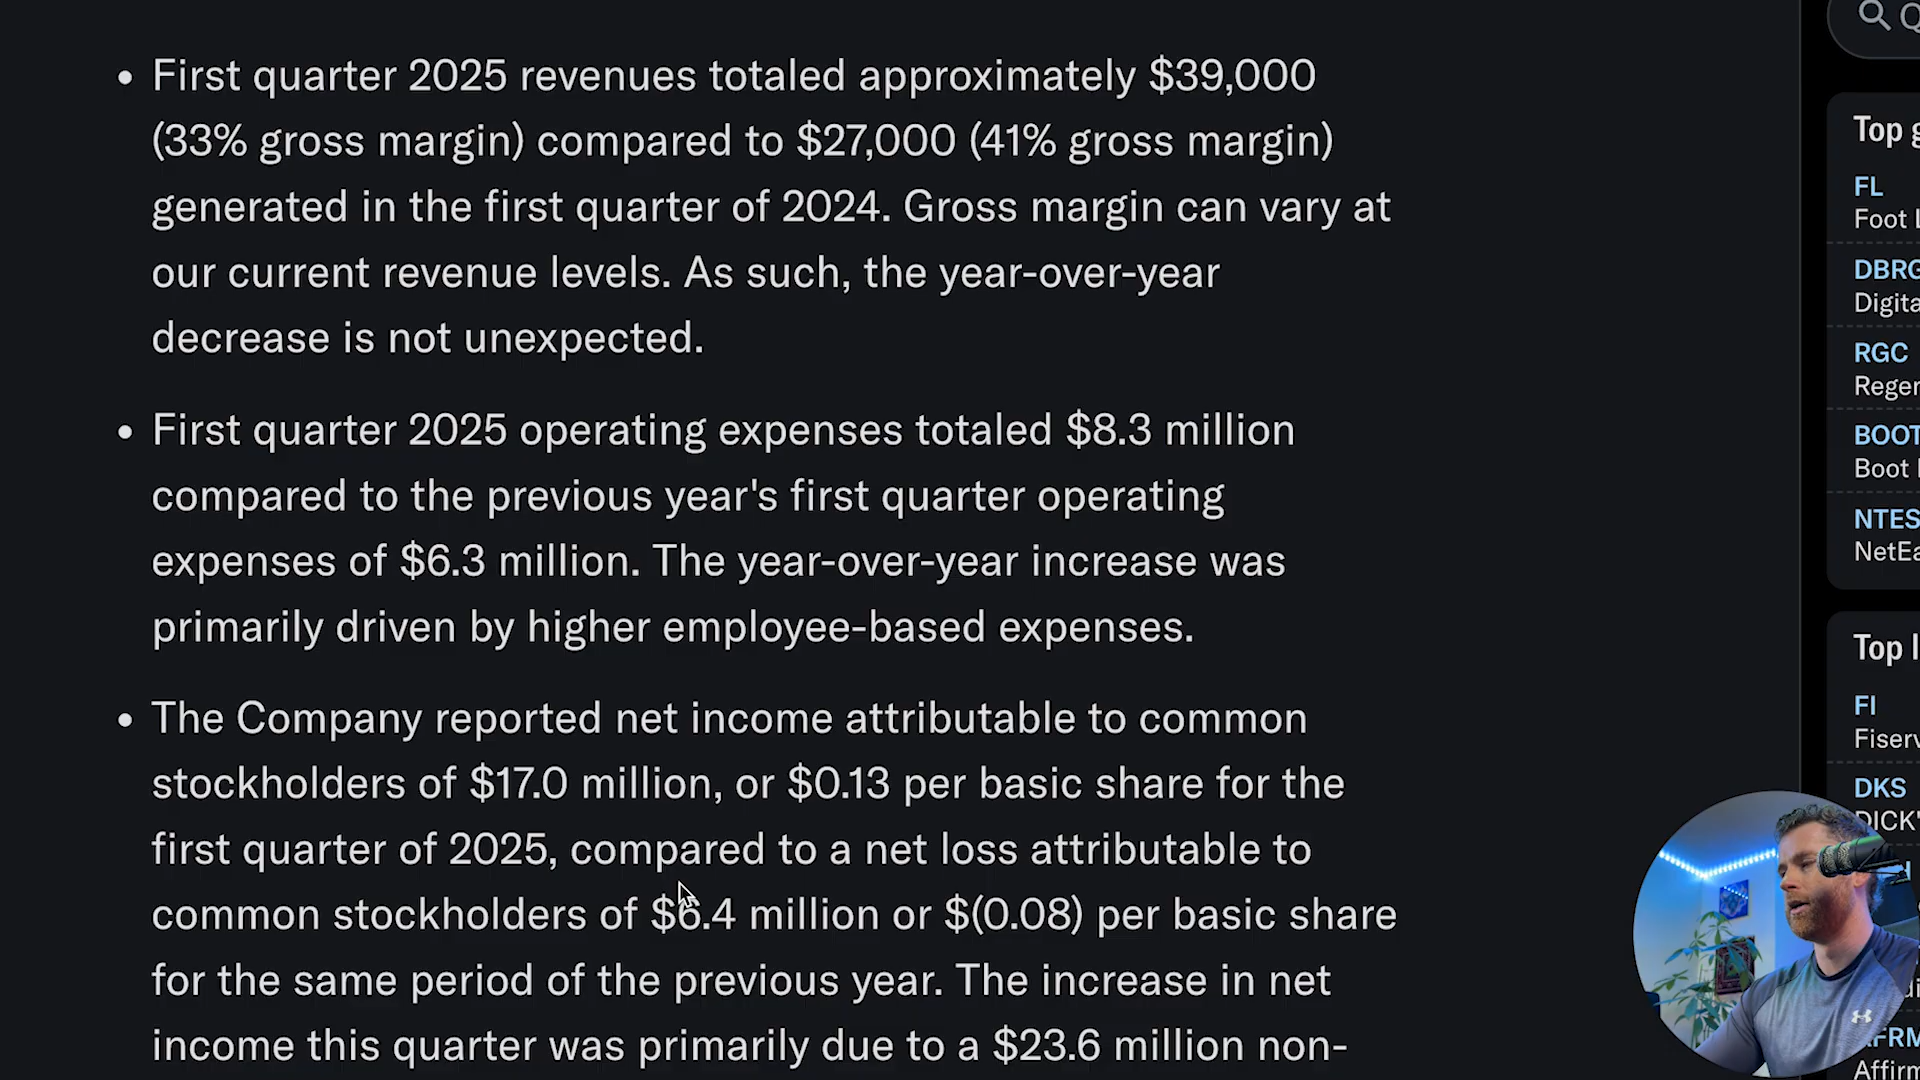 First quarter 2025 revenues totaled approximately $39,000
(33% gross margin) compared to $27,000 (41% gross margin)
generated in the first quarter of 2024. Gross margin can vary at
our current revenue levels. As such, the year-over-year
decrease is not unexpected.
First quarter 2025 operating expenses totaled $8.3 million
compared to the previous year's first quarter operating
expenses of $6.3 million. The year-over-year increase was
primarily driven by higher employee-based expenses.
The Company reported net income attributable to common
stockholders of $17.0 million, or $0.13 per basic share for the
first quarter of 2025, compared to a net loss attributable to
common stockholders of $6.4 million or $(0.08) per basic share
for the same period of the previous year. The increase in net
income this quarter was primarily due to a $23.6 million non-
Q
Top g
FL
Foot L
DBRG
Digita
RGC
Regen
BOOT
Boot
NTES
NetEa
Top l
FI
Fiserv
DKS
DICK'
AFRM
Affirm